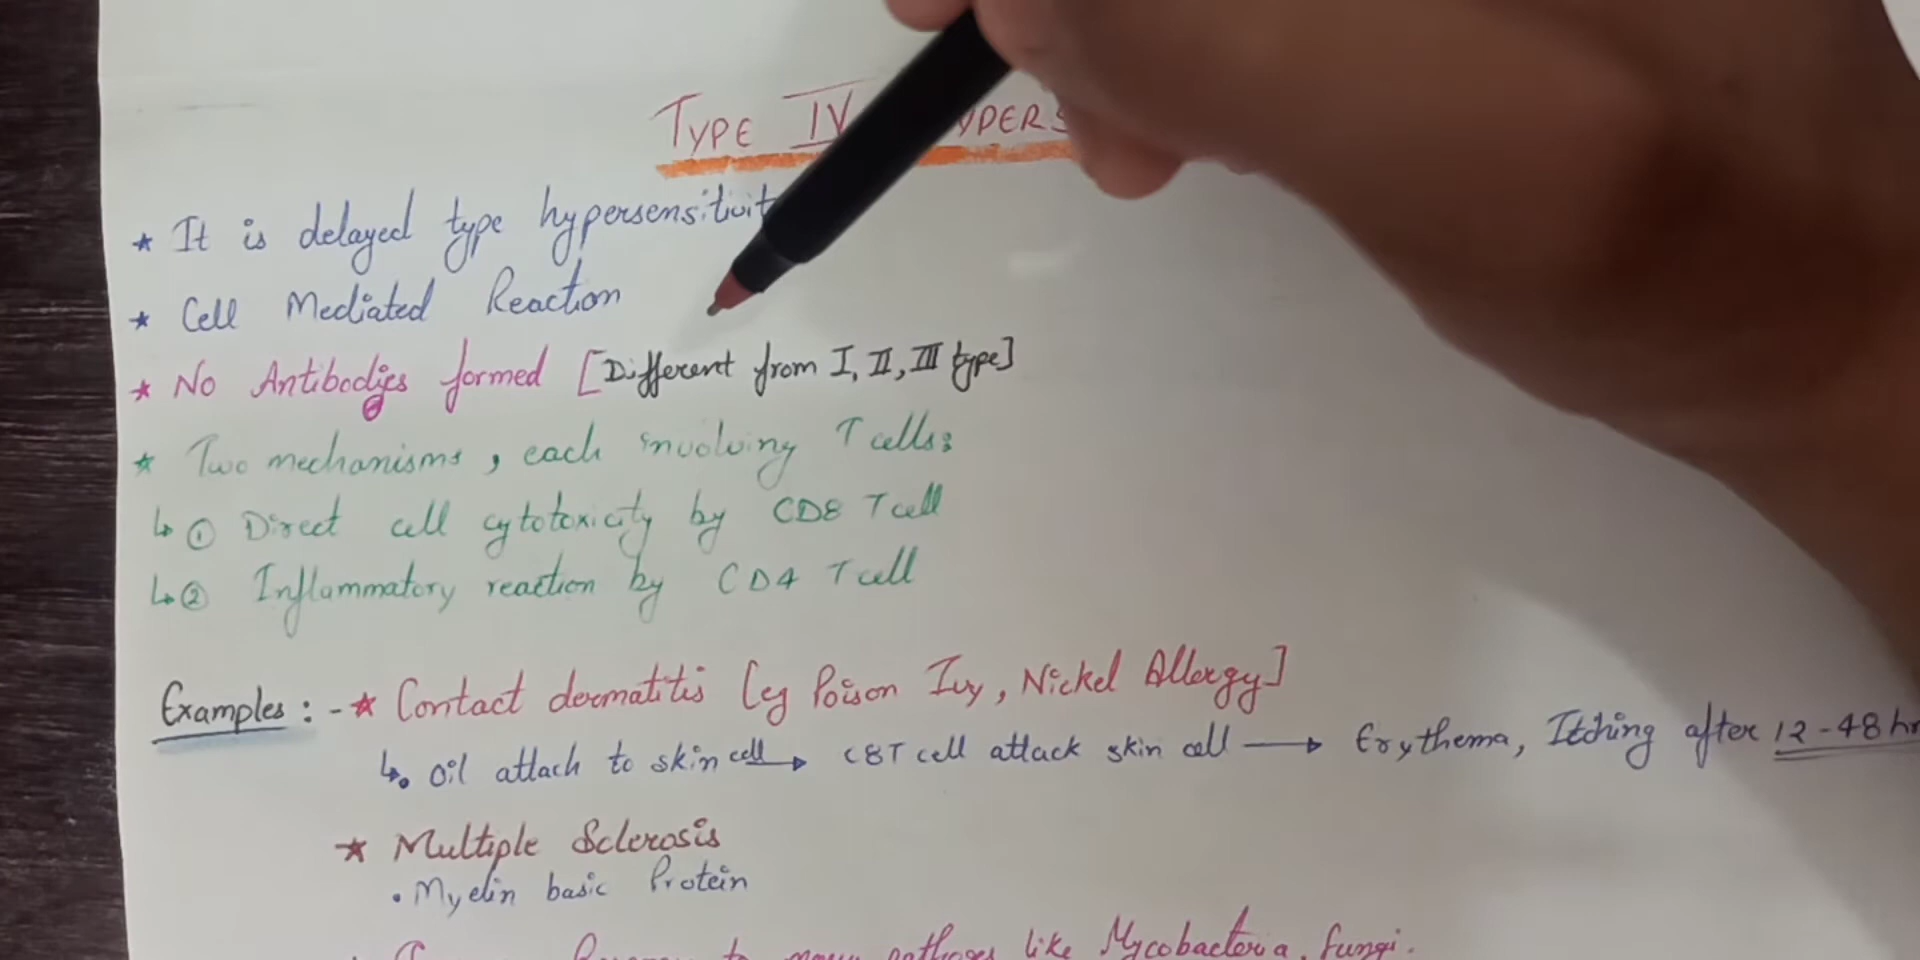 TYPE IV YPERS
★ It is delayed type hypersensitivit
★ Cell Mediated Reaction
★ No Antibodies formed [Different from I, II, III type]
★ Two mechanisms, each involving T cells:
↳ ① Direct cell cytotoxicity by CD8 T cell
↳ ② Inflammatory reaction by CD4 T cell
Examples : - ★ Contact dermatitis [eg Poison Ivy, Nickel Allergy]
↳ Oil attach to skin cell → C8T cell attack skin cell → Erythema, Itching after 12-48 hr
★ Multiple Sclerosis
• Myelin basic Protein
to many like Mycobacteria, fungi.